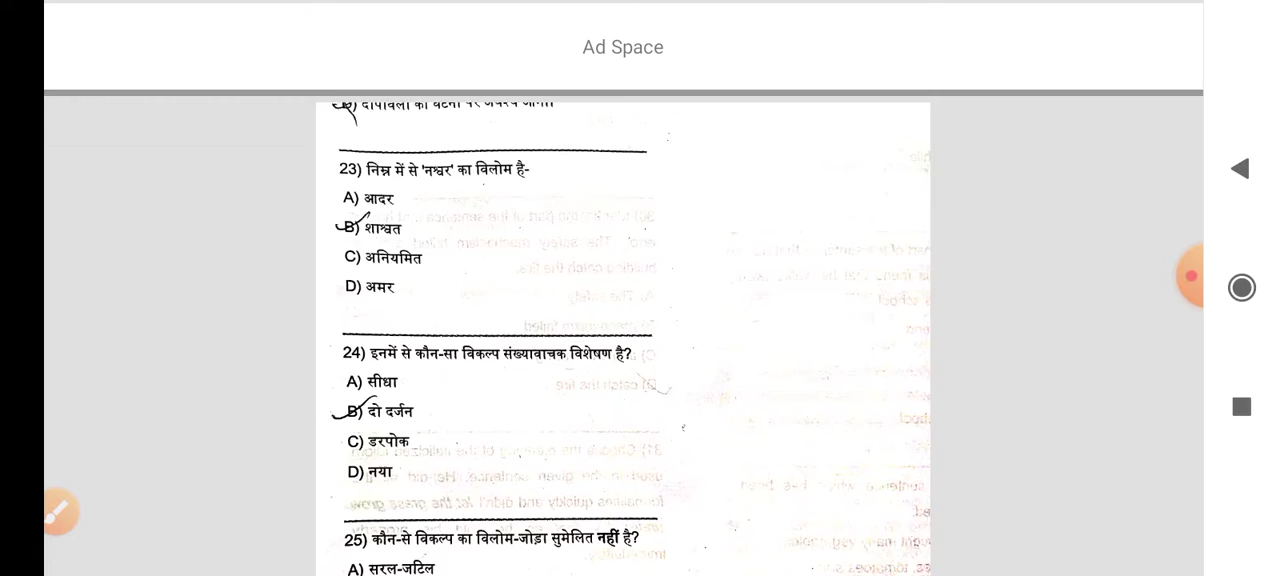 Ad Space
23) निम्न में से 'नश्वर' का विलोम है-
A) आदर
B) शाश्वत
C) अनियमित
D) अमर
24) इनमें से कौन-सा विकल्प संख्यावाचक विशेषण है?
A) सीधा
B) दो दर्जन
C) डरपोक
D) नया
25) कौन-से विकल्प का विलोम-जोड़ा सुमेलित नहीं है?
A) सरल-जटिल